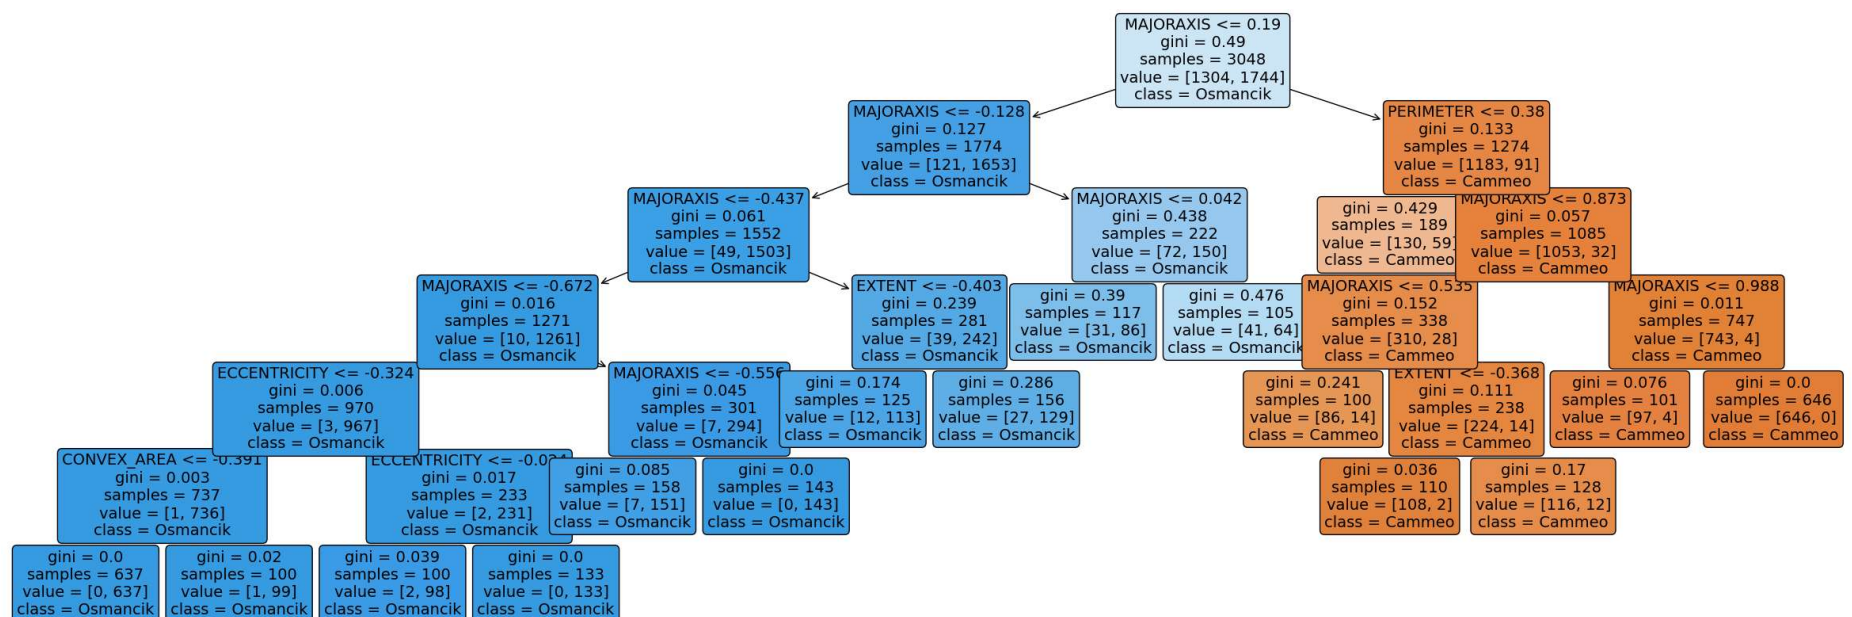 MAJORAXIS <= 0.19
gini = 0.49
samples = 3048
value = [1304, 1744]
class = Osmancik
MAJORAXIS <= -0.128
gini = 0.127
samples = 1774
value = [121, 1653]
class = Osmancik
PERIMETER <= 0.38
gini = 0.133
samples = 1274
value = [1183, 91]
class = Cammeo
MAJORAXIS <= -0.437
gini = 0.061
samples = 1552
value = [49, 1503]
class = Osmancik
MAJORAXIS <= 0.042
gini = 0.438
samples = 222
value = [72, 150]
class = Osmancik
gini = 0.429
samples = 189
value = [130, 59]
class = Cammeo
MAJORAXIS <= 0.873
gini = 0.057
samples = 1085
value = [1053, 32]
class = Cammeo
MAJORAXIS <= -0.672
gini = 0.016
samples = 1271
value = [10, 1261]
class = Osmancik
EXTENT <= -0.403
gini = 0.239
samples = 281
value = [39, 242]
class = Osmancik
gini = 0.39
samples = 117
value = [31, 86]
class = Osmancik
gini = 0.476
samples = 105
value = [41, 64]
class = Osmancik
MAJORAXIS <= 0.535
gini = 0.152
samples = 338
value = [310, 28]
class = Cammeo
MAJORAXIS <= 0.988
gini = 0.011
samples = 747
value = [743, 4]
class = Cammeo
ECCENTRICITY <= -0.324
gini = 0.006
samples = 970
value = [3, 967]
class = Osmancik
MAJORAXIS <= -0.556
gini = 0.045
samples = 301
value = [7, 294]
class = Osmancik
gini = 0.174
samples = 125
value = [12, 113]
class = Osmancik
gini = 0.286
samples = 156
value = [27, 129]
class = Osmancik
gini = 0.241
samples = 100
value = [86, 14]
class = Cammeo
EXTENT <= -0.368
gini = 0.111
samples = 238
value = [224, 14]
class = Cammeo
gini = 0.076
samples = 101
value = [97, 4]
class = Cammeo
gini = 0.0
samples = 646
value = [646, 0]
class = Cammeo
CONVEX_AREA <= -0.391
gini = 0.003
samples = 737
value = [1, 736]
class = Osmancik
ECCENTRICITY <=
gini = 0.017
samples = 233
value = [2, 231]
class = Osmancik
gini = 0.085
samples = 158
value = [7, 151]
class = Osmancik
gini = 0.0
samples = 143
value = [0, 143]
class = Osmancik
gini = 0.036
samples = 110
value = [108, 2]
class = Cammeo
gini = 0.17
samples = 128
value = [116, 12]
class = Cammeo
gini = 0.0
samples = 637
value = [0, 637]
class = Osmancik
gini = 0.02
samples = 100
value = [1, 99]
class = Osmancik
gini = 0.039
samples = 100
value = [2, 98]
class = Osmancik
gini = 0.0
samples = 133
value = [0, 133]
class = Osmancik